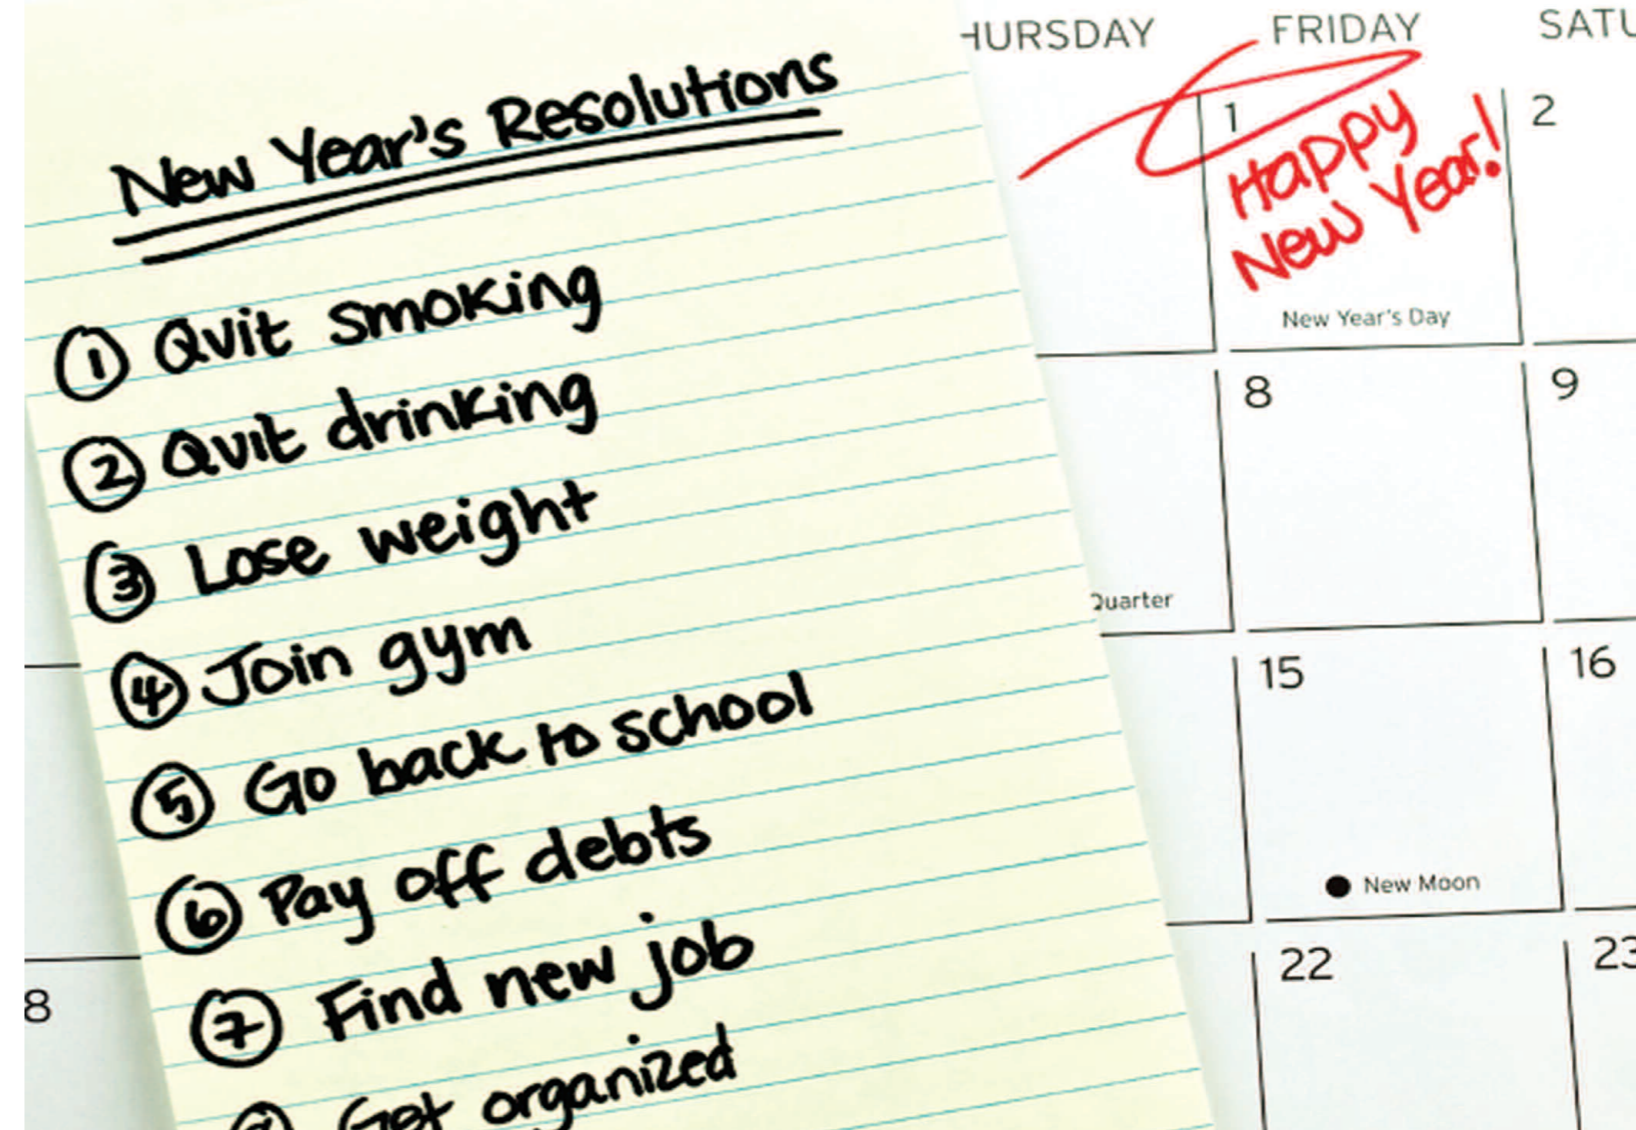 New Year's Resolutions
1 Quit smoking
2 Quit drinking
3 Lose weight
4 Join gym
5 Go back to school
6 Pay off debts
7 Find new job
Get organized
HURSDAY FRIDAY SATU
1 2
Happy
New Year!
New Year's Day
8 9
Quarter
15 16
New Moon
22 23
8